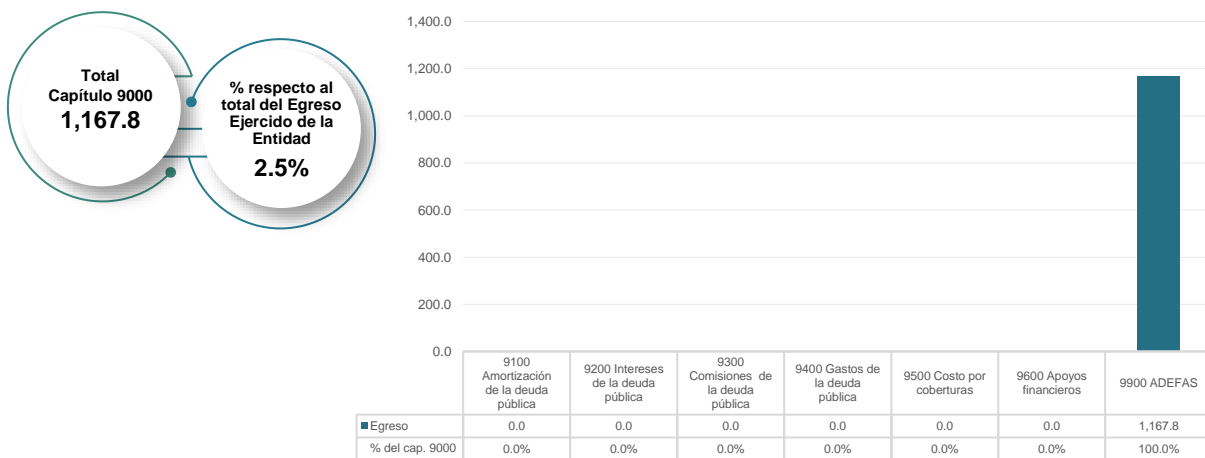 Total
Capítulo 9000
1,167.8
% respecto al
total del Egreso
Ejercido de la
Entidad
2.5%
1,400.0
1,200.0
1,000.0
800.0
600.0
400.0
200.0
0.0
9100
Amortización
de la deuda
pública
9200 Intereses
de la deuda
pública
9300
Comisiones de
la deuda
pública
9400 Gastos de
la deuda
pública
9500 Costo por
coberturas
9600 Apoyos
financieros
9900 ADEFAS
Egreso 0.0 0.0 0.0 0.0 0.0 0.0 1,167.8
% del cap. 9000 0.0% 0.0% 0.0% 0.0% 0.0% 0.0% 100.0%